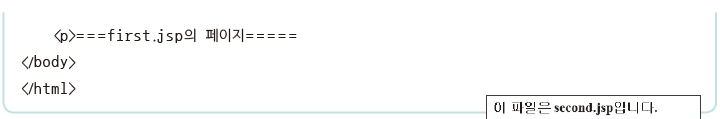 <p>===first.jsp의 페이지=====
</body>
</html>
이 파일은 second.jsp입니다.